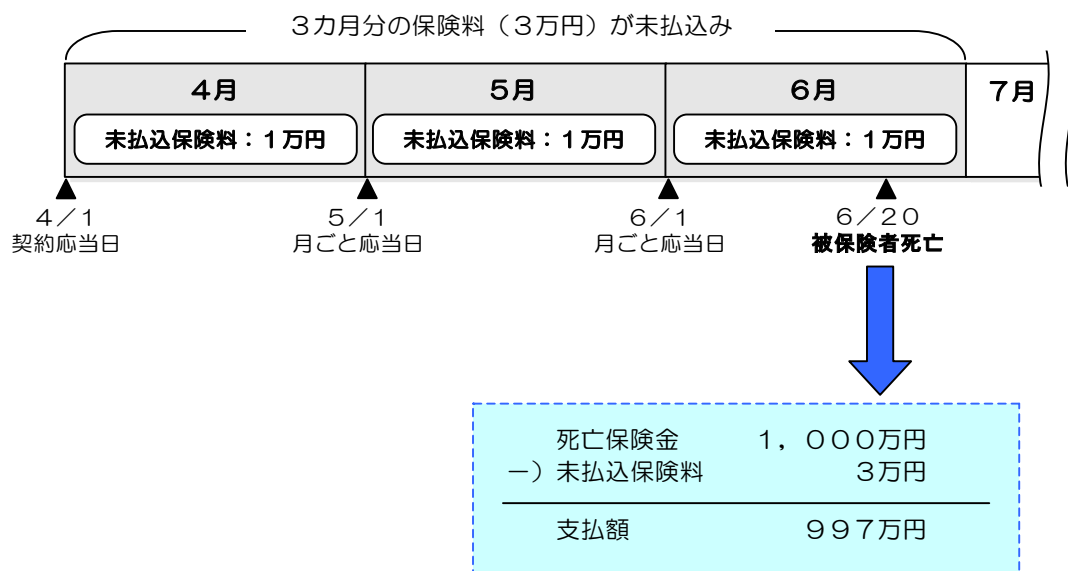 ３カ月分の保険料（３万円）が未払込み
４月 ５月 ６月 ７月
未払込保険料：１万円 未払込保険料：１万円 未払込保険料：１万円
４／１ ５／１ ６／１ ６／２０
契約応当日 月ごと応当日 月ごと応当日 被保険者死亡
死亡保険金 １，０００万円
－）未払込保険料 ３万円
支払額 ９９７万円